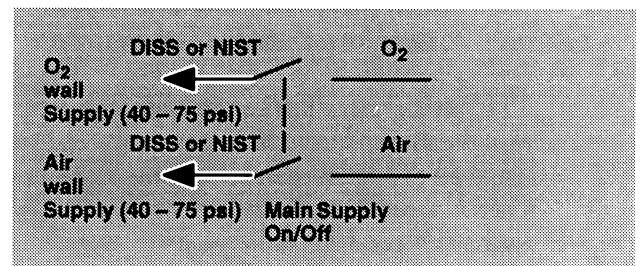 DISS or NIST
O2
O2
wall
Supply (40 – 75 psi)
DISS or NIST
Air
Air
wall
Supply (40 – 75 psi)
Main Supply
On/Off